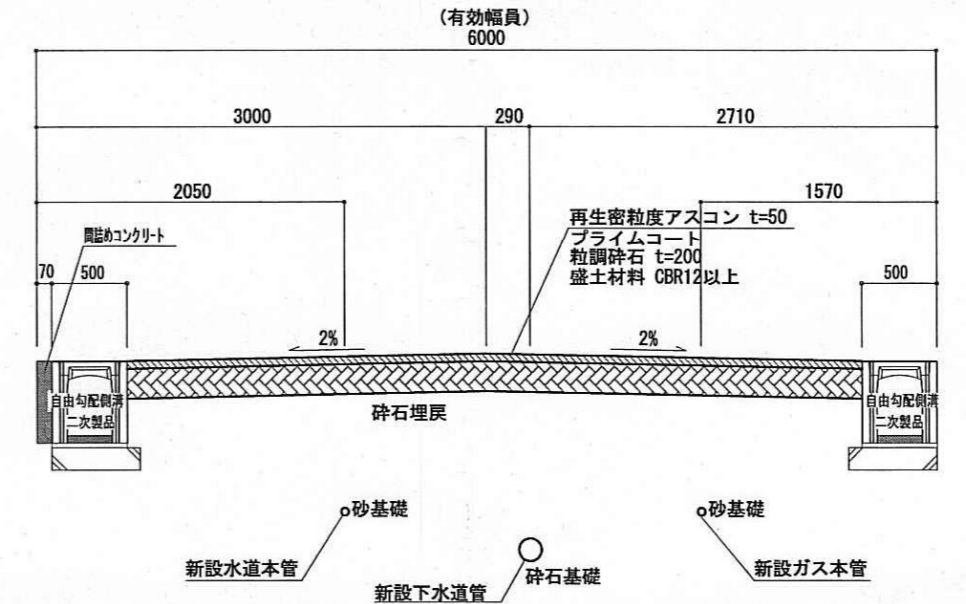 (有効幅員)
6000
3000
290
2710
2050
1570
再生密粒度アスコン t=50
プライムコート
粒調砕石 t=200
盛土材料 CBR12以上
間詰めコンクリート
70
500
500
2%
2%
自由勾配側溝
二次製品
自由勾配側溝
二次製品
砕石埋戻
砂基礎
砂基礎
新設水道本管
砕石基礎
新設ガス本管
新設下水道管